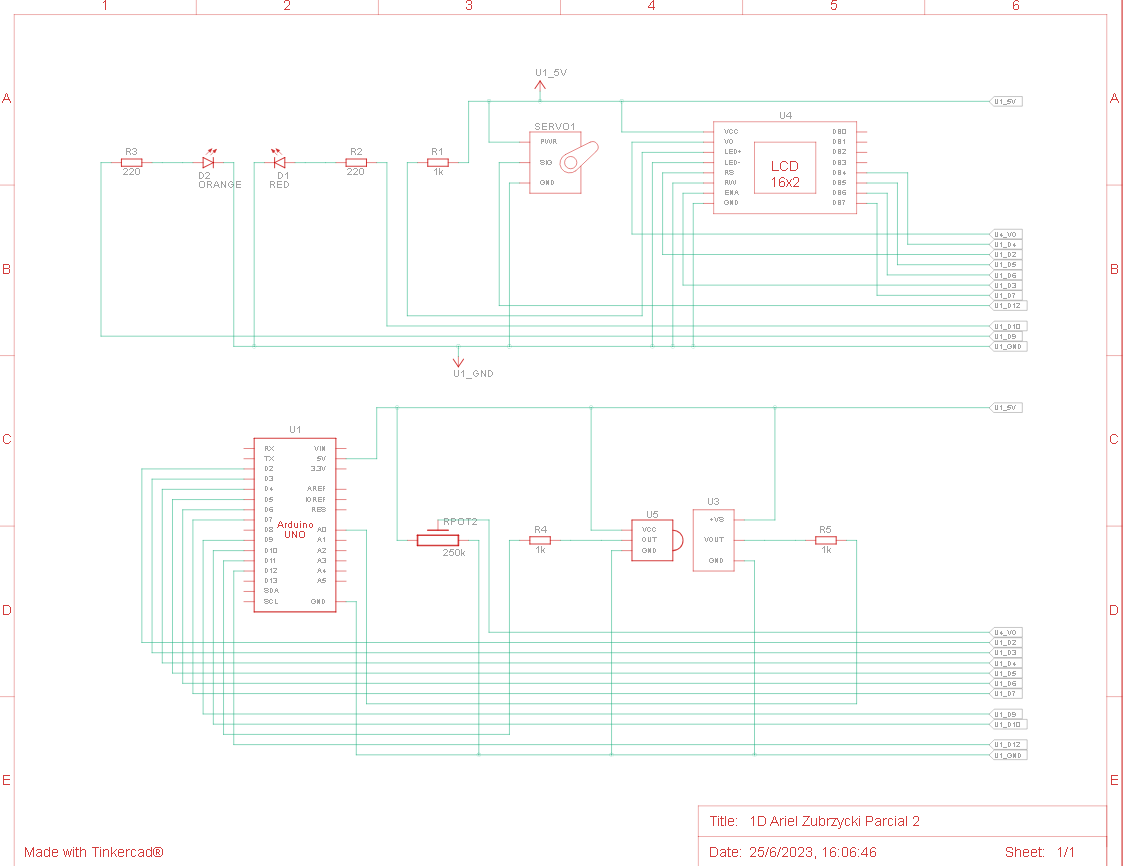 1 2 3 4 5 6
A A
B B
C C
D D
E E
U1_5V
U1_5V
SERVO1
PWR
SIG
GND
U4
VCC
V0
LED+
LED-
RS
RW
ENA
GND
LCD
16x2
DB0
DB1
DB2
DB3
DB4
DB5
DB6
DB7
R3
220
D2
ORANGE
D1
RED
R2
220
R1
1k
U4_V0
U1_D4
U1_D2
U1_D5
U1_D6
U1_D3
U1_D7
U1_D12
U1_D10
U1_D9
U1_GND
U1_GND
U1_5V
U1
RX
TX
D2
D3
D4
D5
D6
D7
D8
D9
D10
D11
D12
D13
SDA
SCL
Arduino
UNO
VIN
5V
3.3V
AREF
IOREF
RES
A0
A1
A2
A3
A4
A5
GND
RPOT2
250k
R4
1k
U5
VCC
OUT
GND
U3
+VS
VOUT
GND
R5
1k
U4_V0
U1_D2
U1_D3
U1_D4
U1_D5
U1_D6
U1_D7
U1_D9
U1_D10
U1_D12
U1_GND
Title: 1D Ariel Zubrzycki Parcial 2
Made with Tinkercad®
Date: 25/6/2023, 16:06:46 Sheet: 1/1